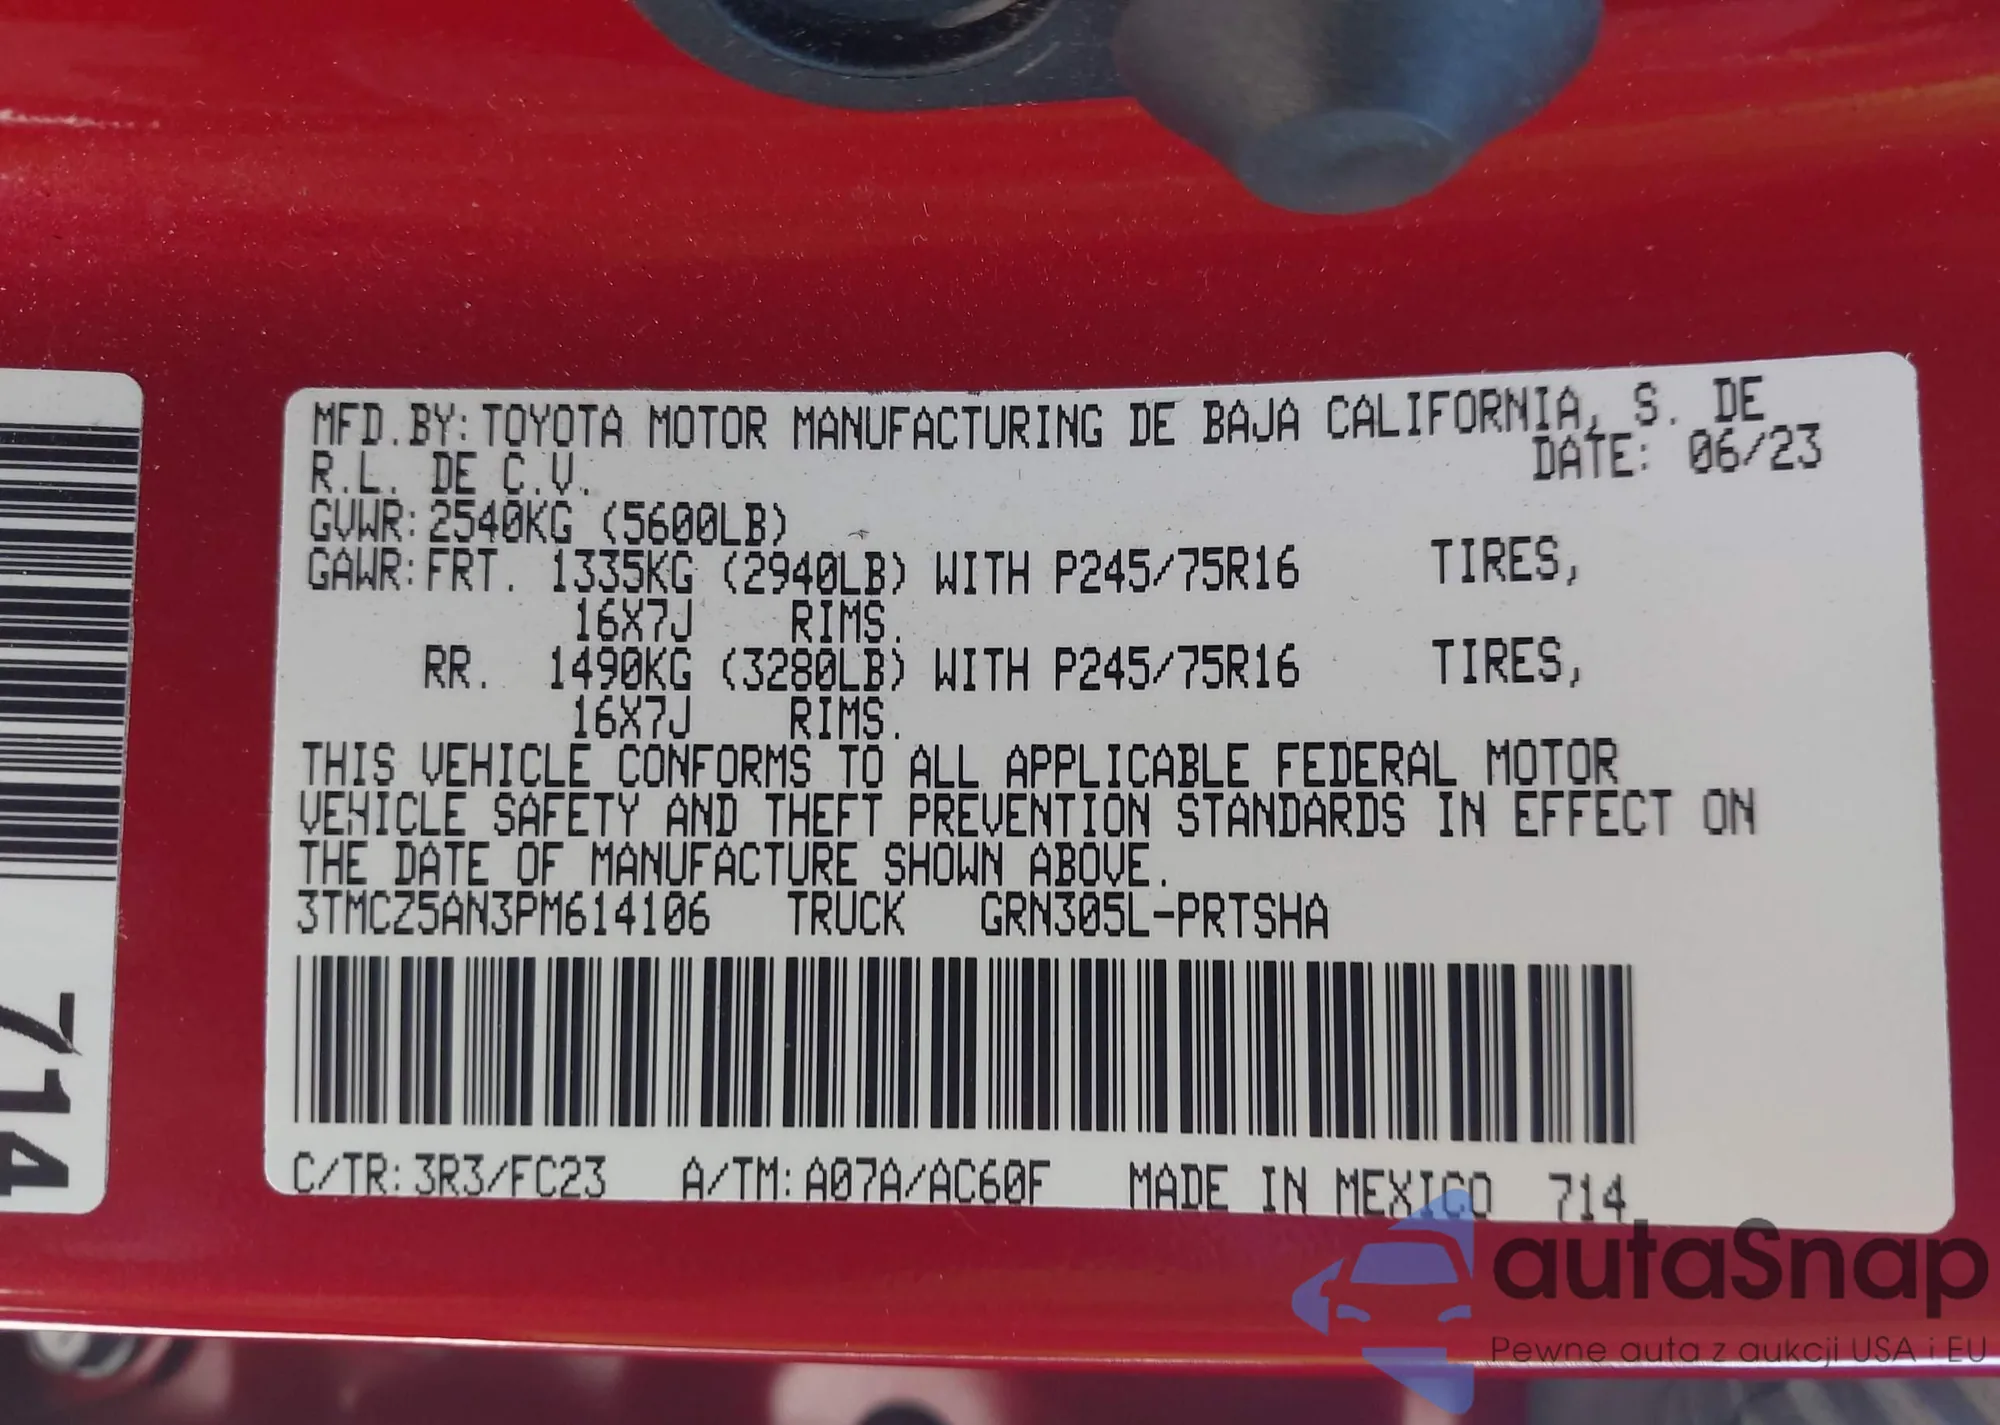 MFD.BY:TOYOTA MOTOR MANUFACTURING DE BAJA CALIFORNIA, S. DE
R.L. DE C.V. DATE: 06/23
GVWR:2540KG (5600LB)
GAWR:FRT. 1335KG (2940LB) WITH P245/75R16 TIRES,
16X7J RIMS.
RR. 1490KG (3280LB) WITH P245/75R16 TIRES,
16X7J RIMS.
THIS VEHICLE CONFORMS TO ALL APPLICABLE FEDERAL MOTOR
VEHICLE SAFETY AND THEFT PREVENTION STANDARDS IN EFFECT ON
THE DATE OF MANUFACTURE SHOWN ABOVE.
3TMCZ5AN3PM614106 TRUCK GRN305L-PRTSHA
C/TR:3R3/FC23 A/TM:A07A/AC60F MADE IN MEXICO 714
714
autaSnap
Pewne auta z aukcji USA i EU